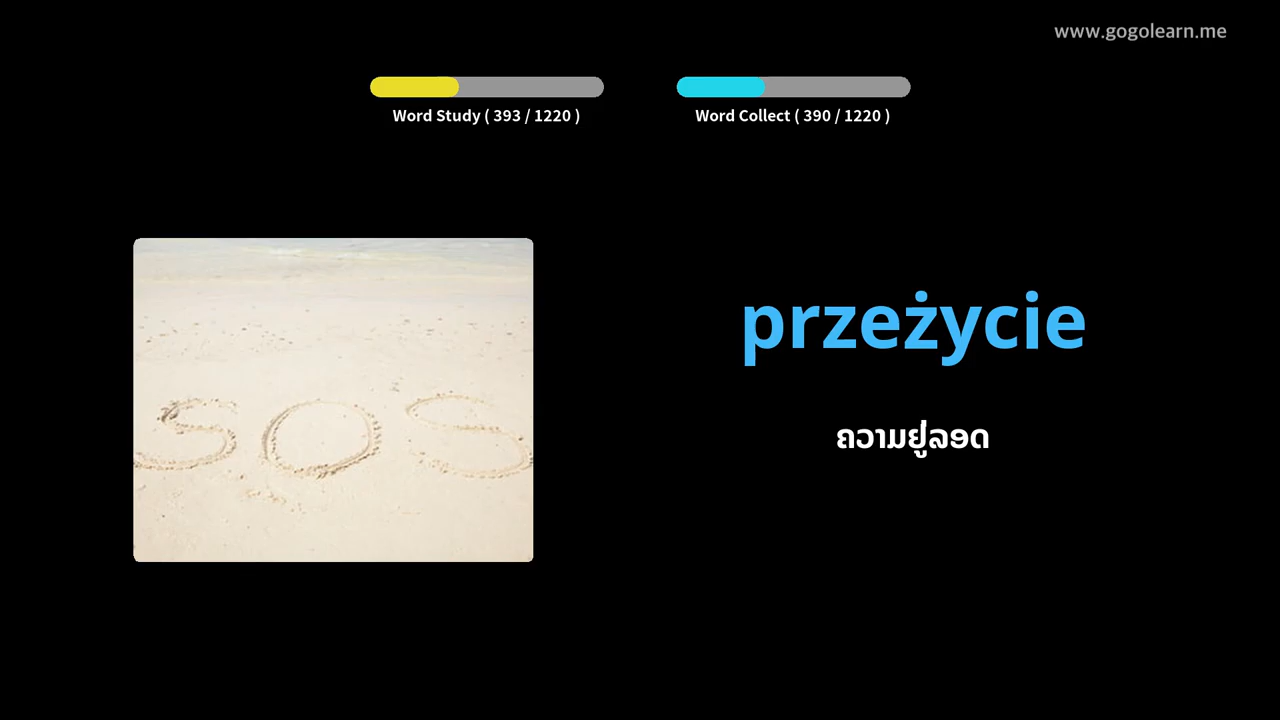 www.gogolearn.me
Word Study ( 393 / 1220 )
Word Collect ( 390 / 1220 )
SOS
przeżycie
ຄວາມຢູ່ລອດ